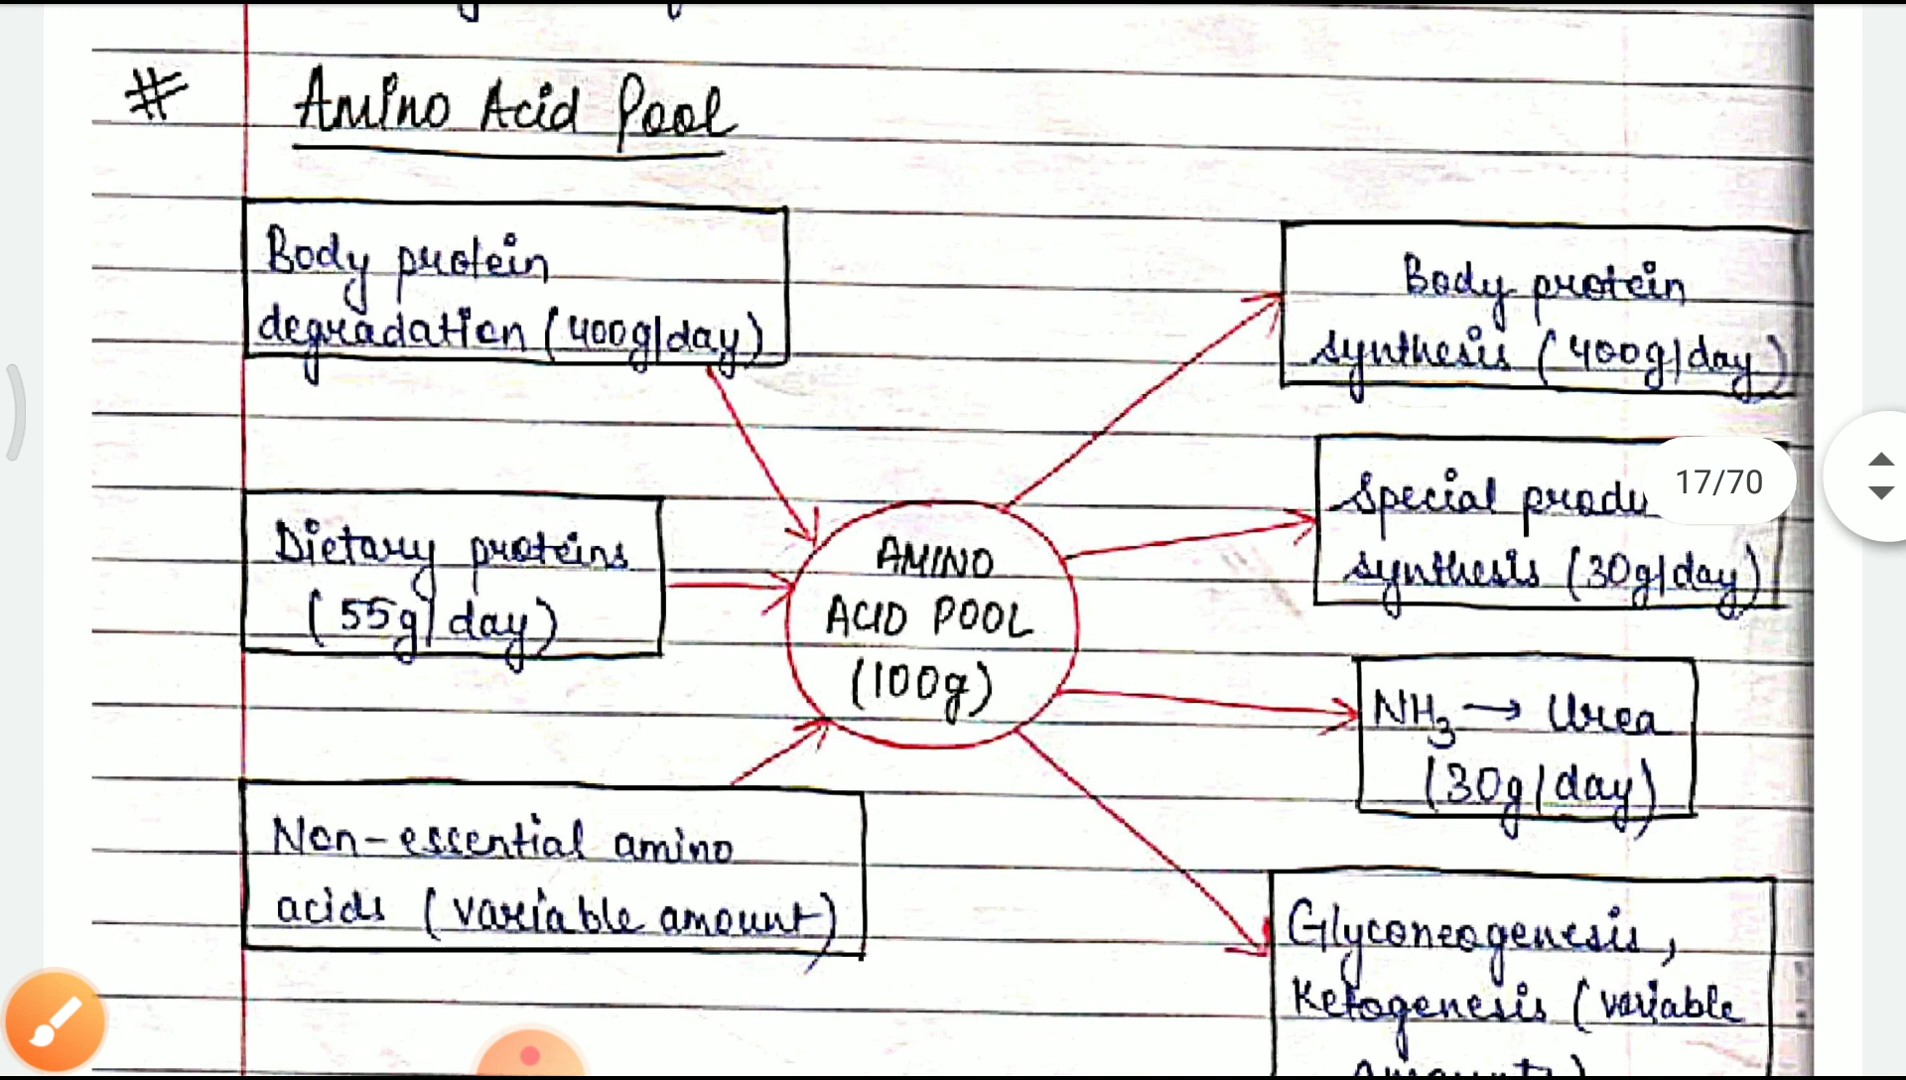 # Amino Acid Pool
Body protein
degradation (400g/day)
Body protein
synthesis (400g/day)
Dietary proteins
(55g/day)
AMINO
ACID POOL
(100g)
Special produ
synthesis (30g/day)
17/70
NH₃ → Urea
(30g/day)
Non-essential amino
acids (variable amount)
Glyconeogenesis,
Ketogenesis (variable